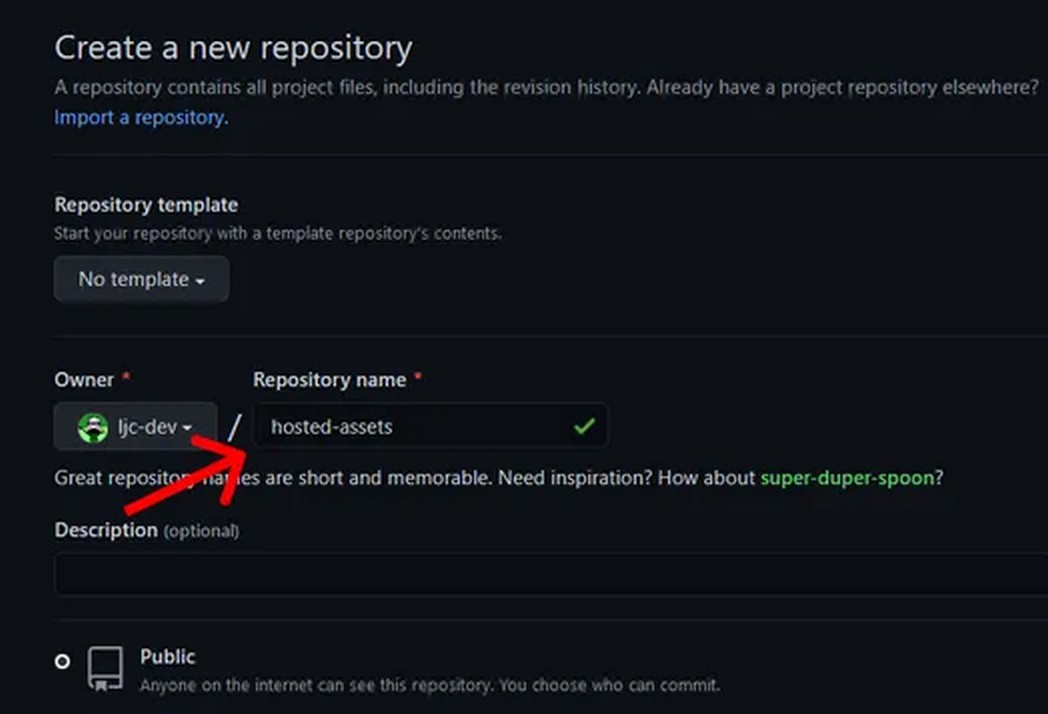 Create a new repository
A repository contains all project files, including the revision history. Already have a project repository elsewhere?
Import a repository.
Repository template
Start your repository with a template repository's contents.
No template
Owner *
Repository name *
ljc-dev
/
hosted-assets
Great repository names are short and memorable. Need inspiration? How about super-duper-spoon?
Description (optional)
Public
Anyone on the internet can see this repository. You choose who can commit.